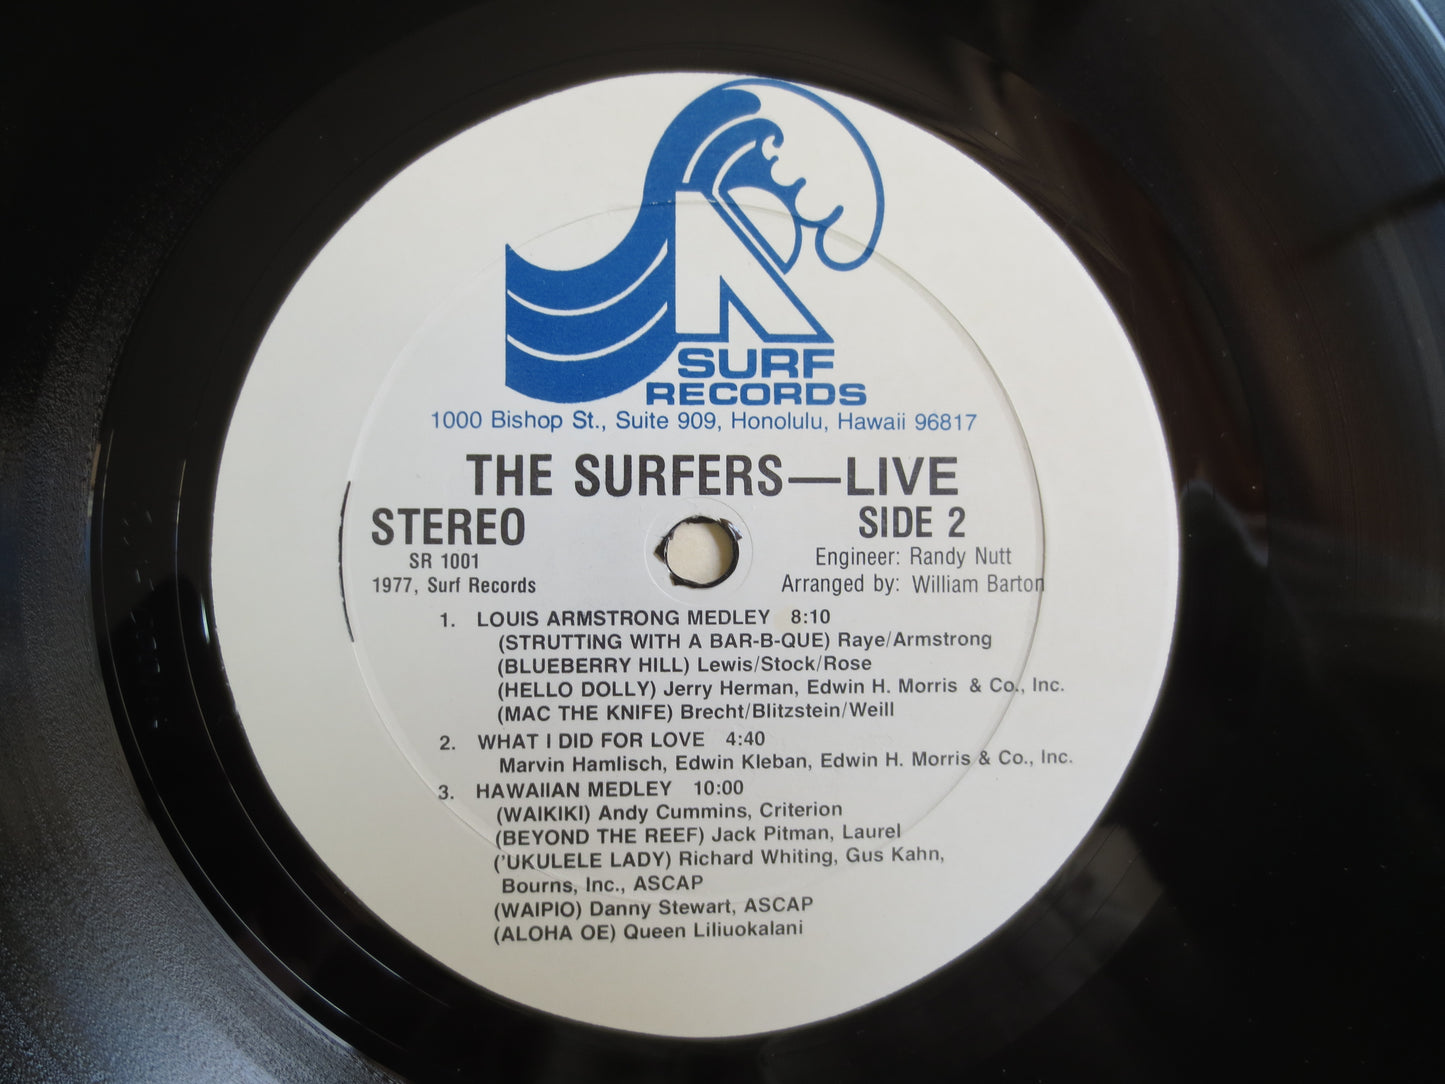 SURF
RECORDS
1000 Bishop St., Suite 909, Honolulu, Hawaii 96817
THE SURFERS—LIVE
STEREO
SIDE 2
SR 1001
Engineer: Randy Nutt
1977, Surf Records
Arranged by: William Barton
1. LOUIS ARMSTRONG MEDLEY 8:10
(STRUTTING WITH A BAR-B-QUE) Raye/Armstrong
(BLUEBERRY HILL) Lewis/Stock/Rose
(HELLO DOLLY) Jerry Herman, Edwin H. Morris & Co., Inc.
(MAC THE KNIFE) Brecht/Blitzstein/Weill
2. WHAT I DID FOR LOVE 4:40
Marvin Hamlisch, Edwin Kleban, Edwin H. Morris & Co., Inc.
3. HAWAIIAN MEDLEY 10:00
(WAIKIKI) Andy Cummins, Criterion
(BEYOND THE REEF) Jack Pitman, Laurel
('UKULELE LADY) Richard Whiting, Gus Kahn,
Bourns, Inc., ASCAP
(WAIPIO) Danny Stewart, ASCAP
(ALOHA OE) Queen Liliuokalani